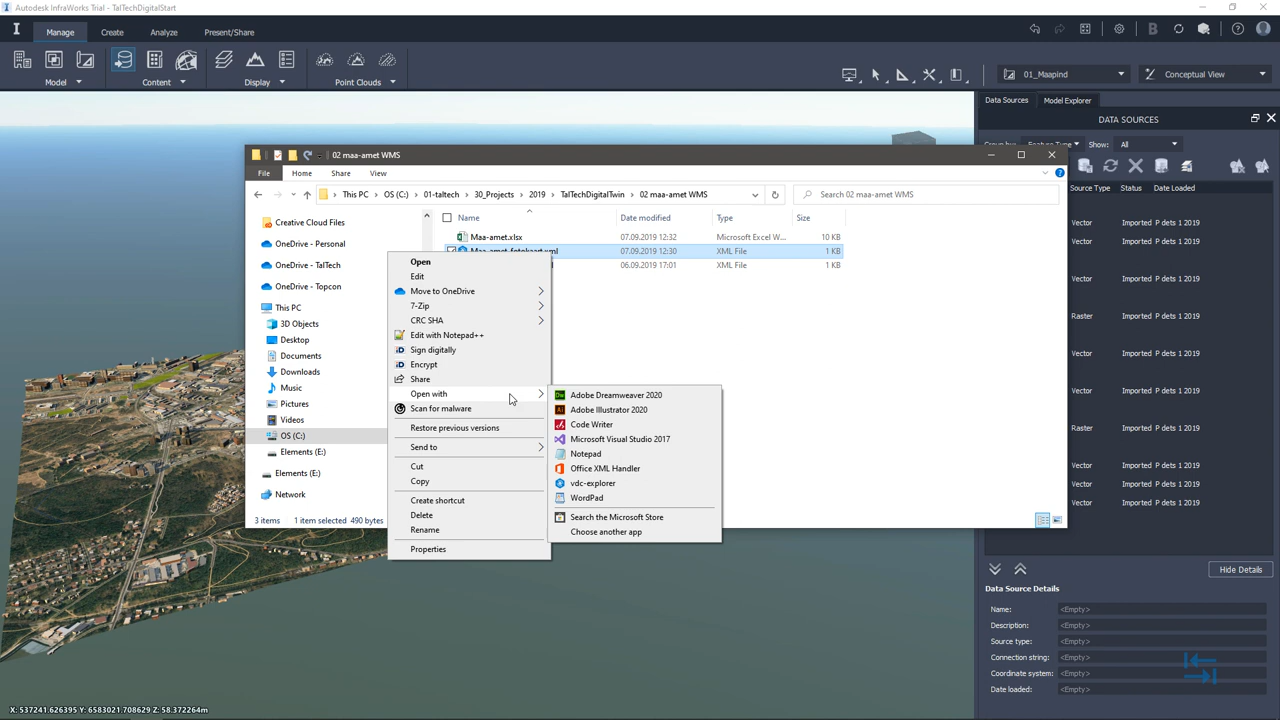 Autodesk InfraWorks Trial - TalTechDigitalStart
Manage Create Analyze Present/Share
Model Content Display Point Clouds
01_Maapind Conceptual View
Data Sources Model Explorer
DATA SOURCES
Show: All
Source Type Status Date Loaded
Vector Imported P dets 1 2019
Vector Imported P dets 1 2019
Vector Imported P dets 1 2019
Raster Imported P dets 1 2019
Vector Imported P dets 1 2019
Vector Imported P dets 1 2019
Raster Imported P dets 1 2019
Vector Imported P dets 1 2019
Vector Imported P dets 1 2019
Vector Imported P dets 1 2019
Hide Details
Data Source Details
Name: <Empty>
Description: <Empty>
Source type: <Empty>
Connection string: <Empty>
Coordinate system: <Empty>
Date loaded: <Empty>
02 maa-amet WMS
File Home Share View
This PC OS (C:) 01-taltech 30_Projects 2019 TalTechDigitalTwin 02 maa-amet WMS
Search 02 maa-amet WMS
Name Date modified Type Size
Maa-amet.xlsx 07.09.2019 12:32 Microsoft Excel W... 10 KB
Maa-amet-fotokaart.xml 07.09.2019 12:30 XML File 1 KB
06.09.2019 17:01 XML File 1 KB
Creative Cloud Files
OneDrive - Personal
OneDrive - TalTech
OneDrive - Topcon
This PC
3D Objects
Desktop
Documents
Downloads
Music
Pictures
Videos
OS (C:)
Elements (E:)
Elements (E:)
Network
3 items 1 item selected 490 bytes
Open
Edit
Move to OneDrive
7-Zip
CRC SHA
Edit with Notepad++
Sign digitally
Encrypt
Share
Open with
Scan for malware
Restore previous versions
Send to
Cut
Copy
Create shortcut
Delete
Rename
Properties
Adobe Dreamweaver 2020
Adobe Illustrator 2020
Code Writer
Microsoft Visual Studio 2017
Notepad
Office XML Handler
vdc-explorer
WordPad
Search the Microsoft Store
Choose another app
X: 537241.626395 Y: 6583021.708629 Z: 58.372264m